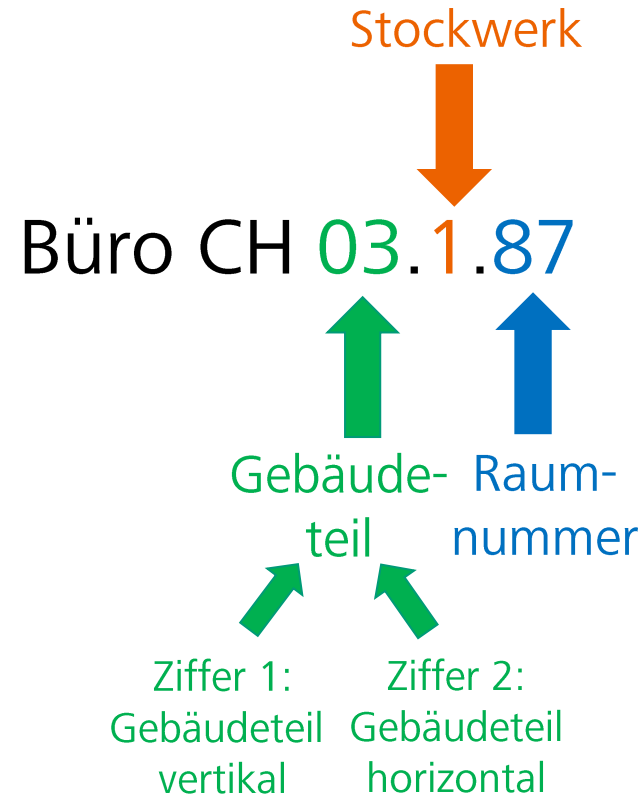 Stockwerk
Büro CH 03.1.87
Gebäude-
teil
Raum-
nummer
Ziffer 1:
Gebäudeteil
vertikal
Ziffer 2:
Gebäudeteil
horizontal